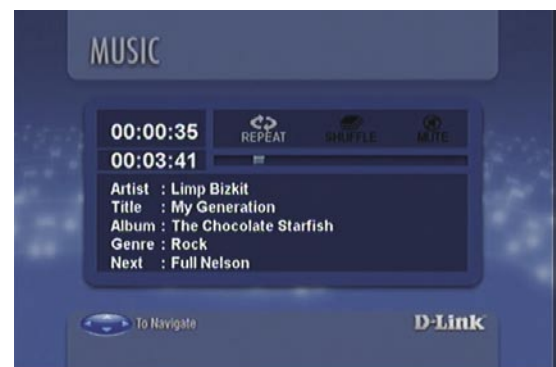 MUSIC
00:00:35 REPEAT SHUFFLE MUTE
00:03:41
Artist : Limp Bizkit
Title : My Generation
Album : The Chocolate Starfish
Genre : Rock
Next : Full Nelson
To Navigate D-Link